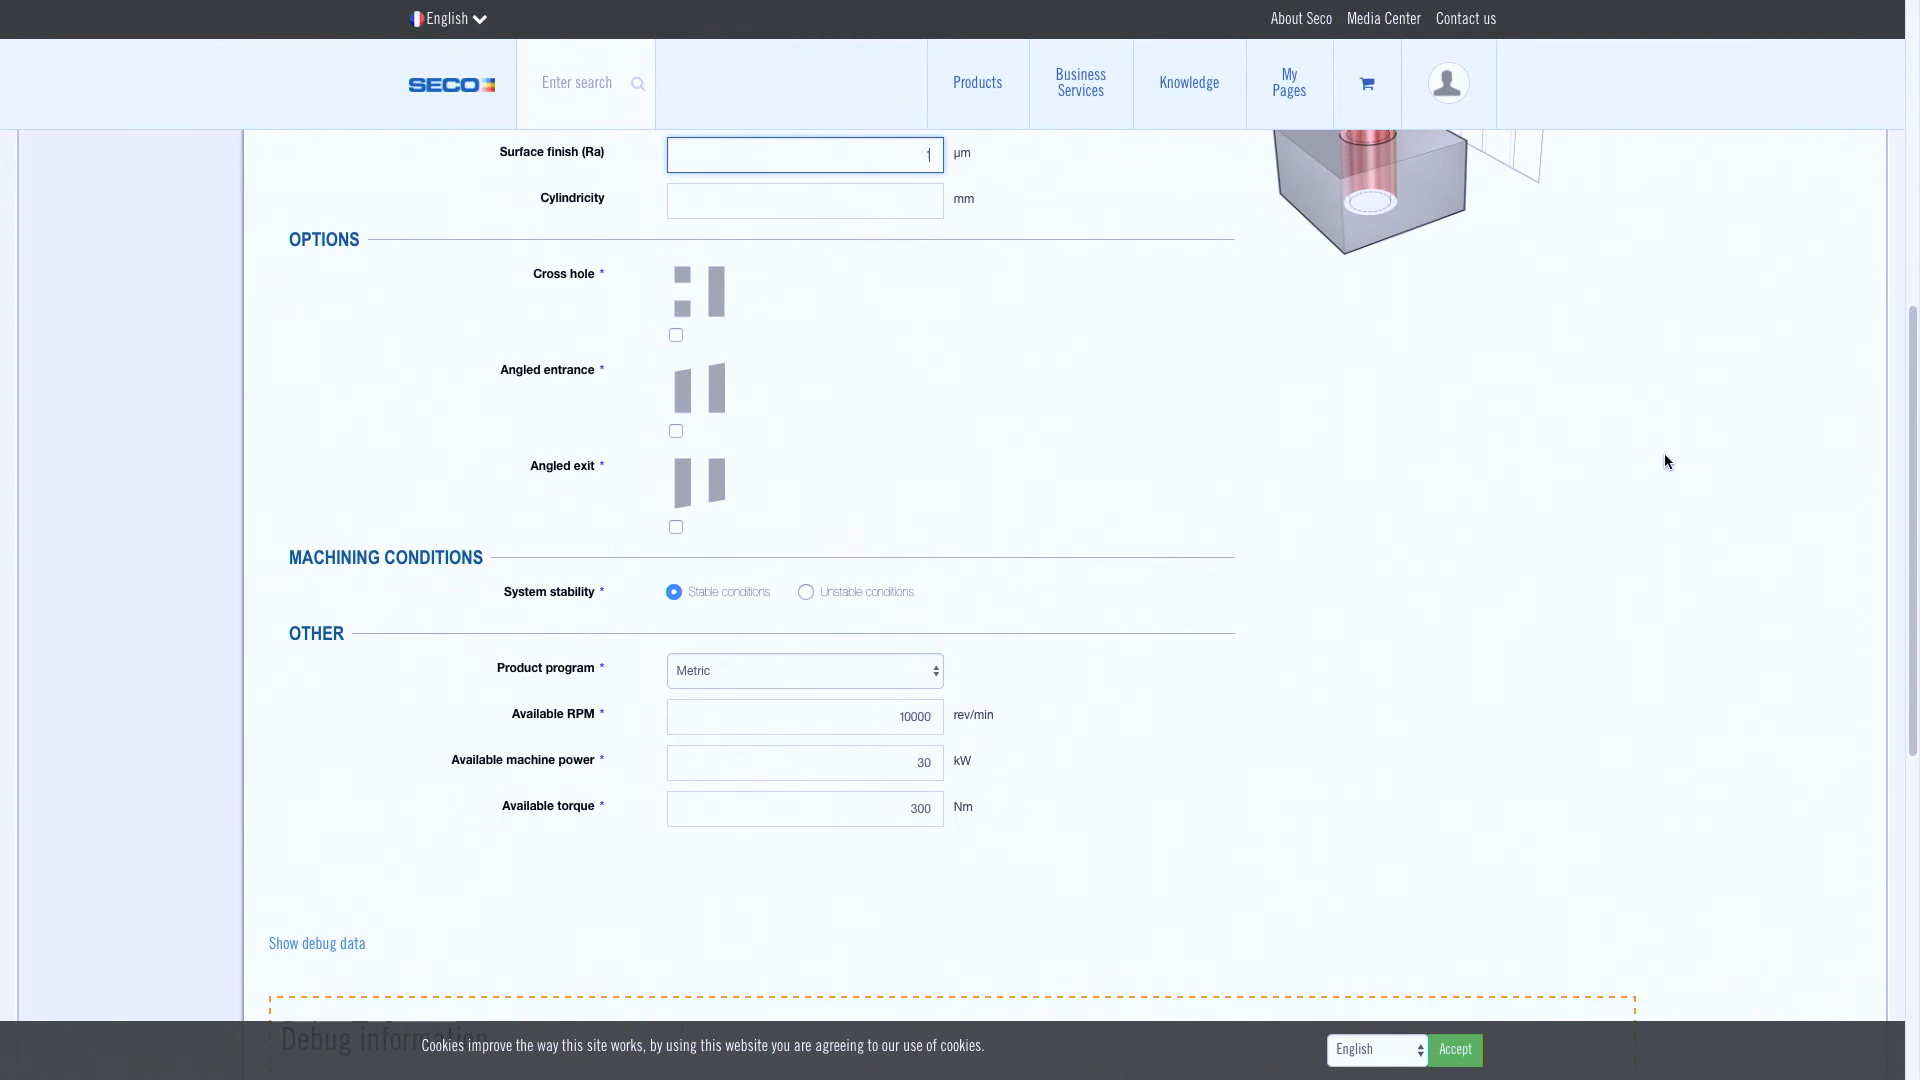 English
About Seco Media Center Contact us
SECO
Enter search
Products
Business Services
Knowledge
My Pages
Surface finish (Ra) 1 µm
Cylindricity mm
OPTIONS
Cross hole *
Angled entrance *
Angled exit *
MACHINING CONDITIONS
System stability * Stable conditions Unstable conditions
OTHER
Product program * Metric
Available RPM * 10000 rev/min
Available machine power * 30 kW
Available torque * 300 Nm
Show debug data
Debug information
Cookies improve the way this site works, by using this website you are agreeing to our use of cookies.
English Accept